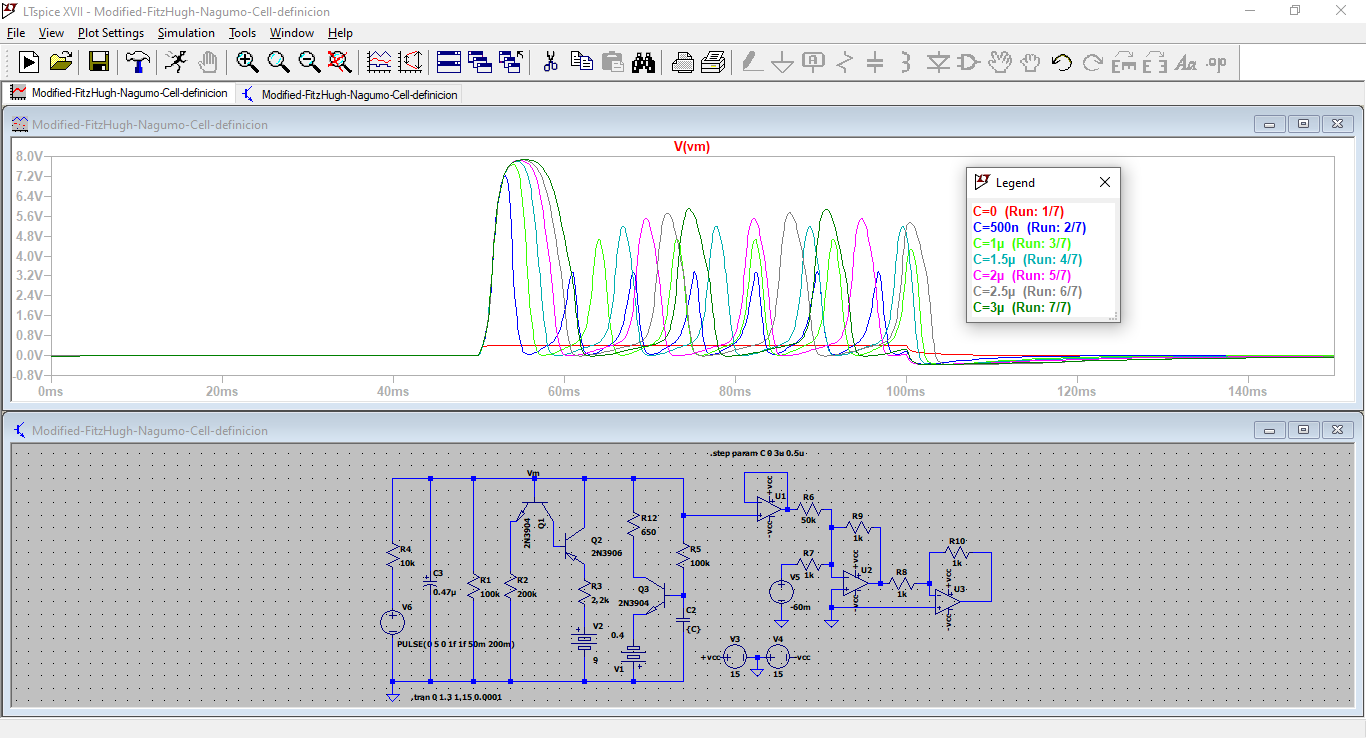 LTspice XVII - Modified-FitzHugh-Nagumo-Cell-definicion
File View Plot Settings Simulation Tools Window Help
Modified-FitzHugh-Nagumo-Cell-definicion Modified-FitzHugh-Nagumo-Cell-definicion
Modified-FitzHugh-Nagumo-Cell-definicion
V(vm)
8.0V
7.2V
6.4V
5.6V
4.8V
4.0V
3.2V
2.4V
1.6V
0.8V
0.0V
-0.8V
0ms 20ms 40ms 60ms 80ms 100ms 120ms 140ms
Legend
C=0 (Run: 1/7)
C=500n (Run: 2/7)
C=1µ (Run: 3/7)
C=1.5µ (Run: 4/7)
C=2µ (Run: 5/7)
C=2.5µ (Run: 6/7)
C=3µ (Run: 7/7)
Modified-FitzHugh-Nagumo-Cell-definicion
.step param C 0 3u 0.5u
Vm
R4
10k
V6
PULSE(0 5 0 1f 1f 50m 200m)
C3
0.47µ
R1
100k
R2
200k
2N3904
Q1
Q2
2N3906
R3
2,2k
V2
9
R12
650
Q3
2N3904
0.4
V1
R5
100k
C2
{C}
+vcc
U1
-vcc
R6
50k
R7
1k
V5
-60m
R9
1k
+vcc
U2
-vcc
R8
1k
R10
1k
+vcc
U3
-vcc
V3
+vcc
15
V4
-vcc
15
.tran 0 1.3 1,15 0.0001